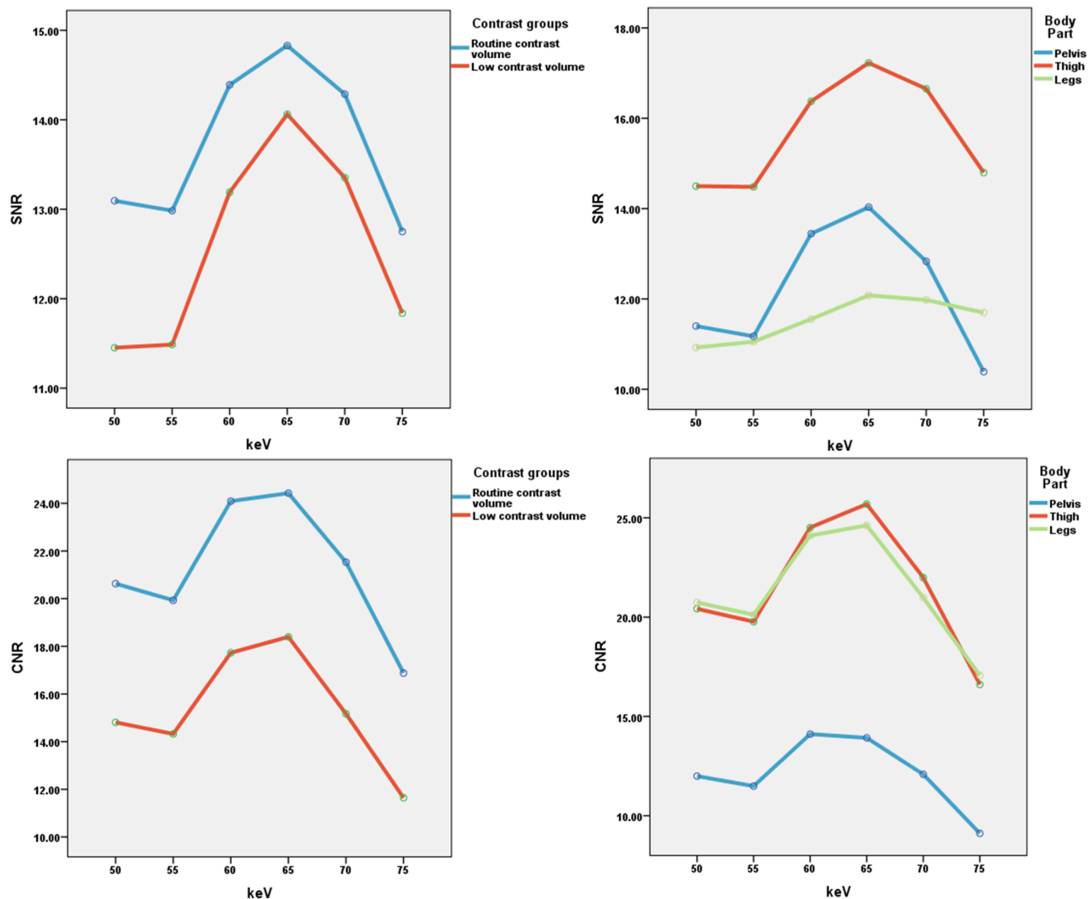 Contrast groups
Routine contrast
volume
Low contrast volume
15.00
14.00
13.00
12.00
11.00
SNR
50 55 60 65 70 75
keV
Body
Part
Pelvis
Thigh
Legs
18.00
16.00
14.00
12.00
10.00
SNR
50 55 60 65 70 75
keV
Contrast groups
Routine contrast
volume
Low contrast volume
24.00
22.00
20.00
18.00
16.00
14.00
12.00
10.00
CNR
50 55 60 65 70 75
keV
Body
Part
Pelvis
Thigh
Legs
25.00
20.00
15.00
10.00
CNR
50 55 60 65 70 75
keV